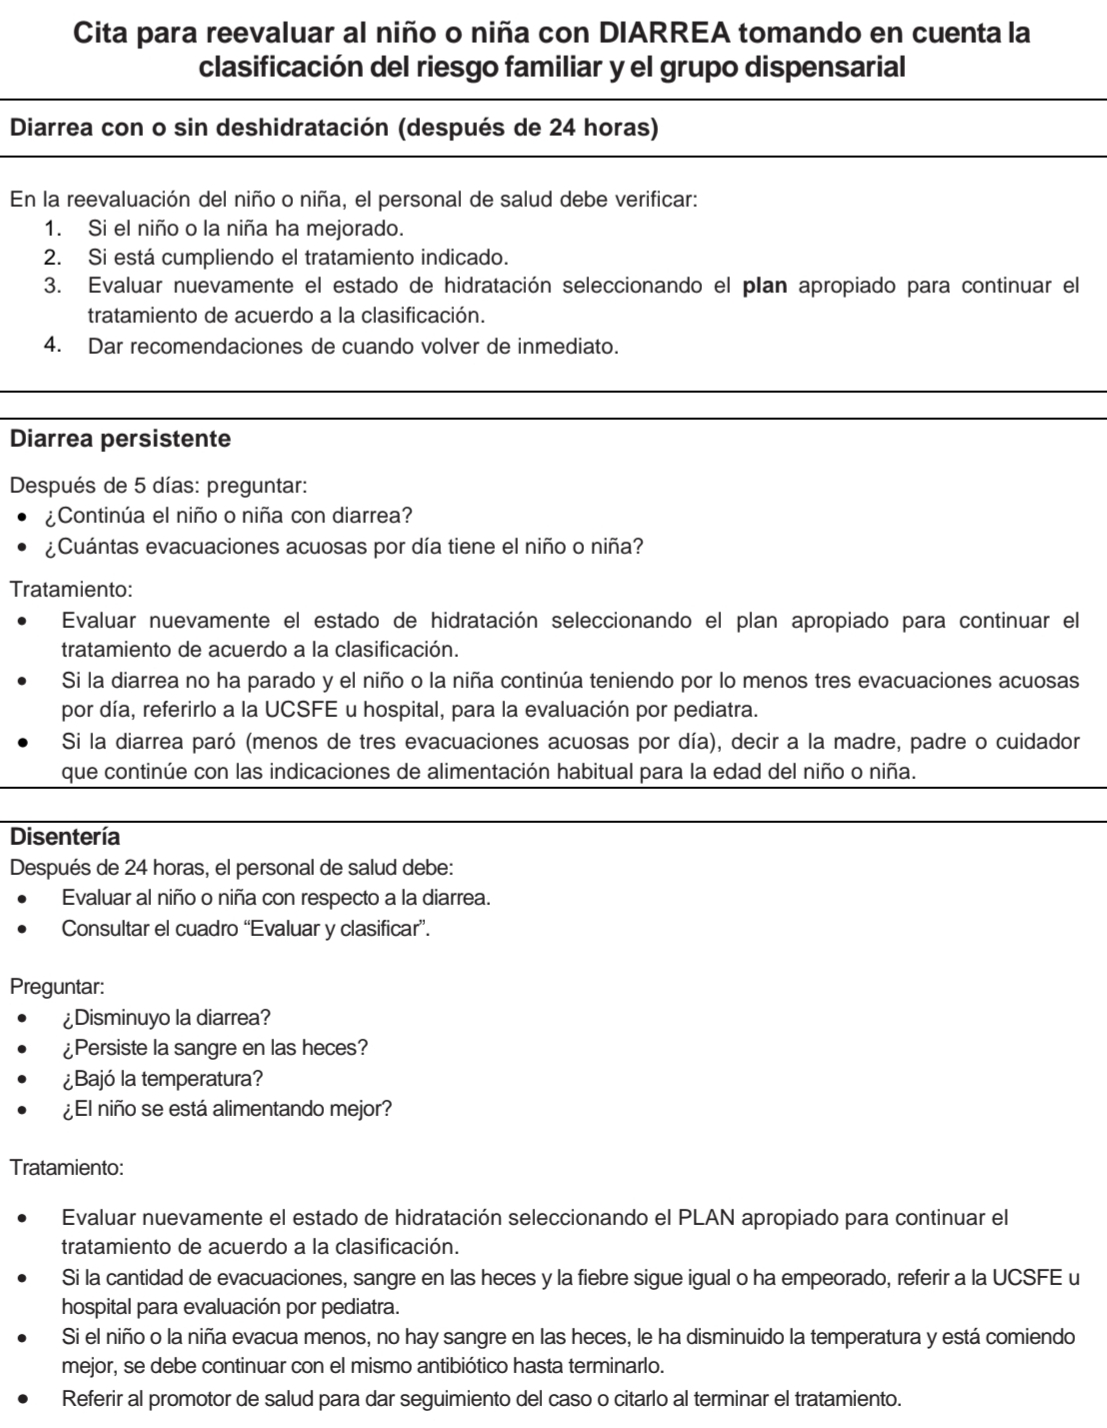 Cita para reevaluar al niño o niña con DIARREA tomando en cuenta la
clasificación del riesgo familiar y el grupo dispensarial
Diarrea con o sin deshidratación (después de 24 horas)
En la reevaluación del niño o niña, el personal de salud debe verificar:
1. Si el niño o la niña ha mejorado.
2. Si está cumpliendo el tratamiento indicado.
3. Evaluar nuevamente el estado de hidratación seleccionando el plan apropiado para continuar el
tratamiento de acuerdo a la clasificación.
4. Dar recomendaciones de cuando volver de inmediato.
Diarrea persistente
Después de 5 días: preguntar:
• ¿Continúa el niño o niña con diarrea?
• ¿Cuántas evacuaciones acuosas por día tiene el niño o niña?
Tratamiento:
• Evaluar nuevamente el estado de hidratación seleccionando el plan apropiado para continuar el
tratamiento de acuerdo a la clasificación.
• Si la diarrea no ha parado y el niño o la niña continúa teniendo por lo menos tres evacuaciones acuosas
por día, referirlo a la UCSFE u hospital, para la evaluación por pediatra.
• Si la diarrea paró (menos de tres evacuaciones acuosas por día), decir a la madre, padre o cuidador
que continúe con las indicaciones de alimentación habitual para la edad del niño o niña.
Disentería
Después de 24 horas, el personal de salud debe:
• Evaluar al niño o niña con respecto a la diarrea.
• Consultar el cuadro “Evaluar y clasificar”.
Preguntar:
• ¿Disminuyo la diarrea?
• ¿Persiste la sangre en las heces?
• ¿Bajó la temperatura?
• ¿El niño se está alimentando mejor?
Tratamiento:
• Evaluar nuevamente el estado de hidratación seleccionando el PLAN apropiado para continuar el
tratamiento de acuerdo a la clasificación.
• Si la cantidad de evacuaciones, sangre en las heces y la fiebre sigue igual o ha empeorado, referir a la UCSFE u
hospital para evaluación por pediatra.
• Si el niño o la niña evacua menos, no hay sangre en las heces, le ha disminuido la temperatura y está comiendo
mejor, se debe continuar con el mismo antibiótico hasta terminarlo.
• Referir al promotor de salud para dar seguimiento del caso o citarlo al terminar el tratamiento.